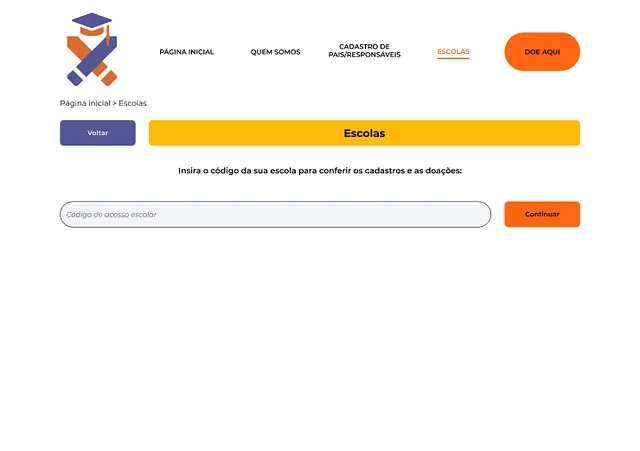 PÁGINA INICIAL
QUEM SOMOS
CADASTRO DE
PAIS/RESPONSÁVEIS
ESCOLAS
DOE AQUI
Página inicial > Escolas
Voltar
Escolas
Insira o código da sua escola para conferir os cadastros e as doações:
Código de acesso escolar
Continuar